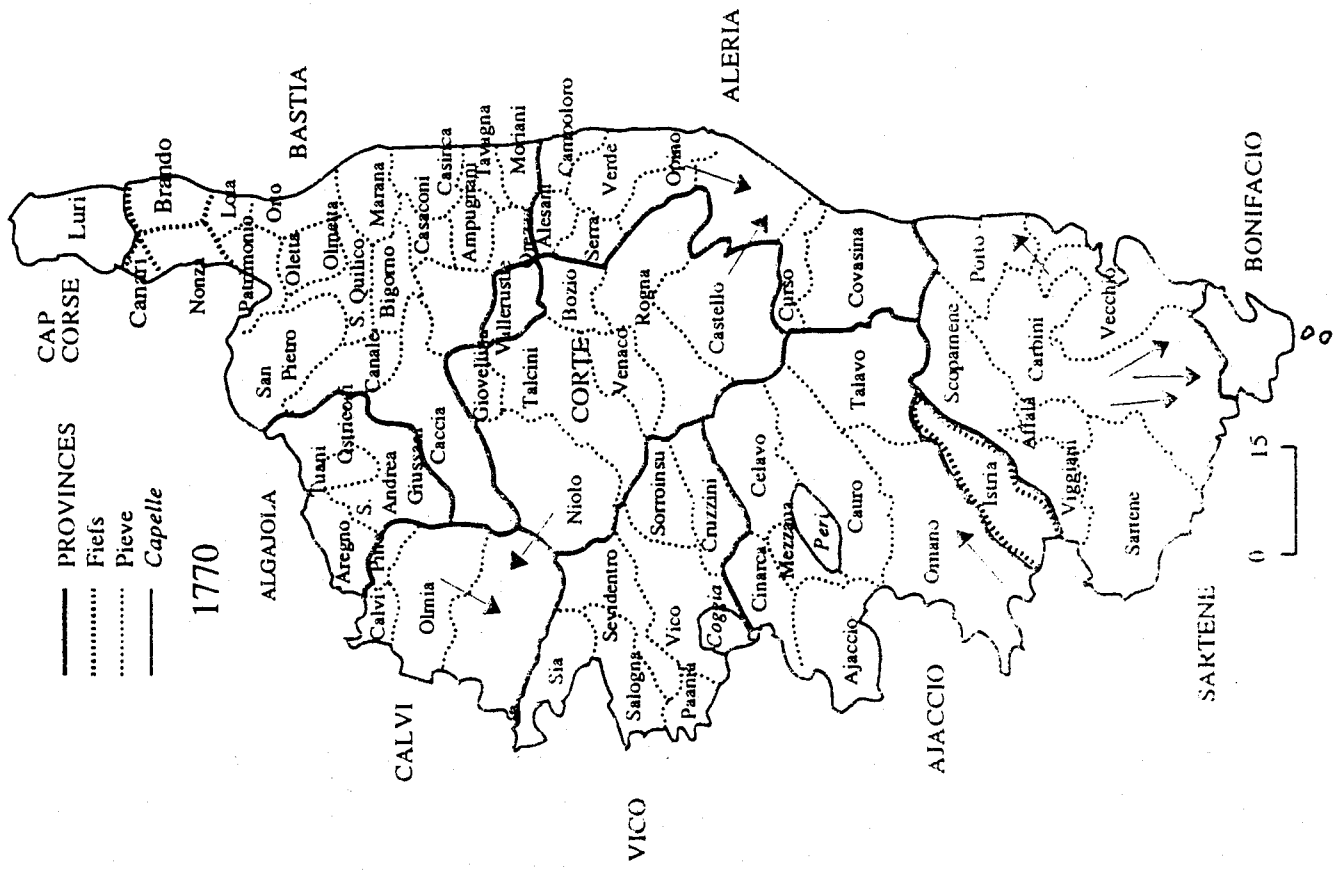 PROVINCES
Fiefs
Pieve
Capelle
1770
CAP
CORSE
BASTIA
ALGAJOLA
CALVI
VICO
AJACCIO
SARTENE
BONIFACIO
ALERIA
CORTE
Luri
Brando
Canari
Nonza
Lota
Patrimonio
Orto
Oletta
Olmetta
San
Pietro
S. Quilico
Marana
Bigorno
Canale
Casaconi
Casinca
Tavagna
Ampugnani
Moriani
Orezza
Alesani
Campoloro
Verde
Serra
Opino
Tuani
Ostriconi
Aregno
S. Andrea
Giussani
Caccia
Pino
Calvi
Olmia
Giovellina
Vallerustie
Talcini
Bozio
Niolo
Venaco
Rogna
Castello
Curso
Covasina
Sia
Sevidentro
Sorroinsu
Salogna
Vico
Cruzzini
Paania
Coggia
Cinarca
Mezzana
Celavo
Peri
Cauro
Talavo
Ajaccio
Ornano
Istria
Scopamene
Porto
Vecchio
Carbini
Attala
Viggiani
Sartene
0 15